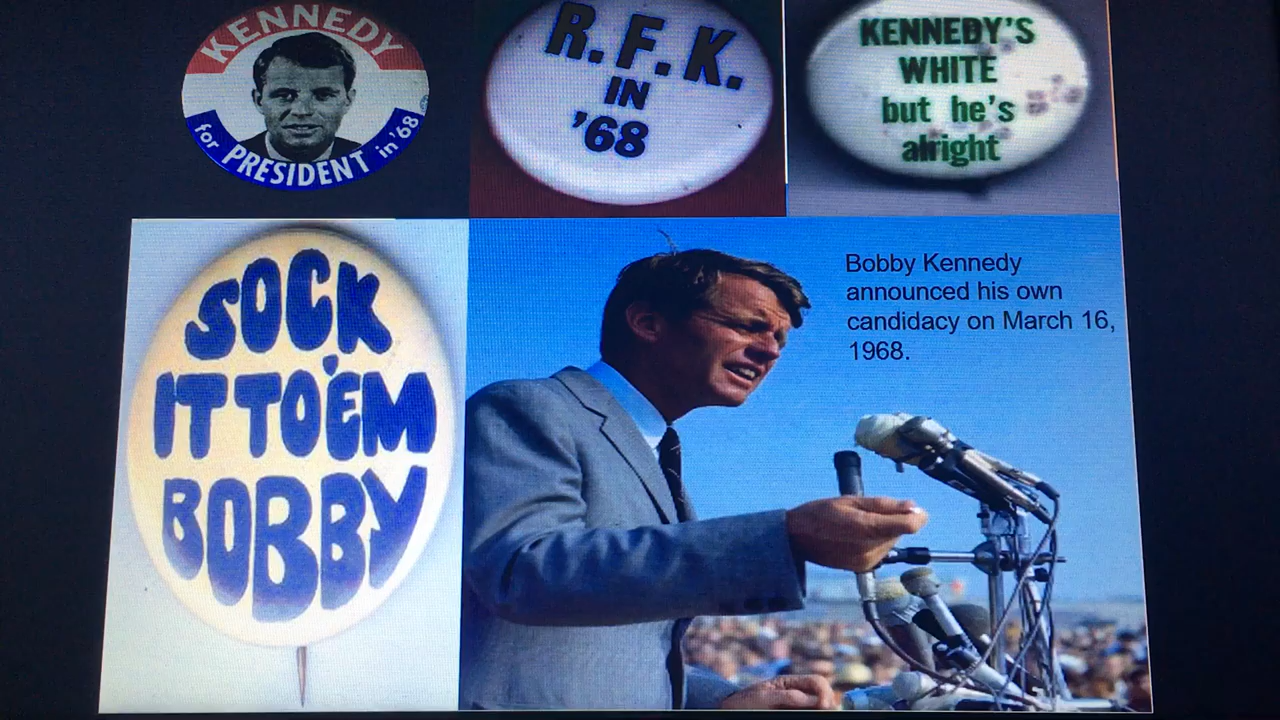 KENNEDY
for PRESIDENT in '68
R.F.K.
IN
'68
KENNEDY'S
WHITE
but he's
alright
SOCK
IT TO 'EM
BOBBY
Bobby Kennedy
announced his own
candidacy on March 16,
1968.